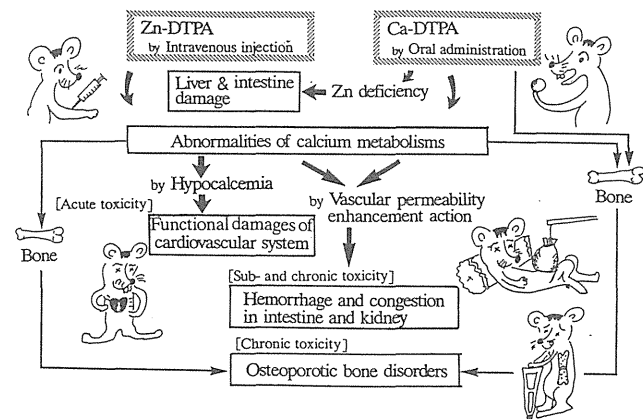 Zn-DTPA
by Intravenous injection
Ca-DTPA
by Oral administration
Liver & intestine
damage
Zn deficiency
Abnormalities of calcium metabolisms
by Hypocalcemia
by Vascular permeability
enhancement action
Bone
[Acute toxicity]
Functional damages of
cardiovascular system
Bone
[Sub- and chronic toxicity]
Hemorrhage and congestion
in intestine and kidney
[Chronic toxicity]
Osteoporotic bone disorders